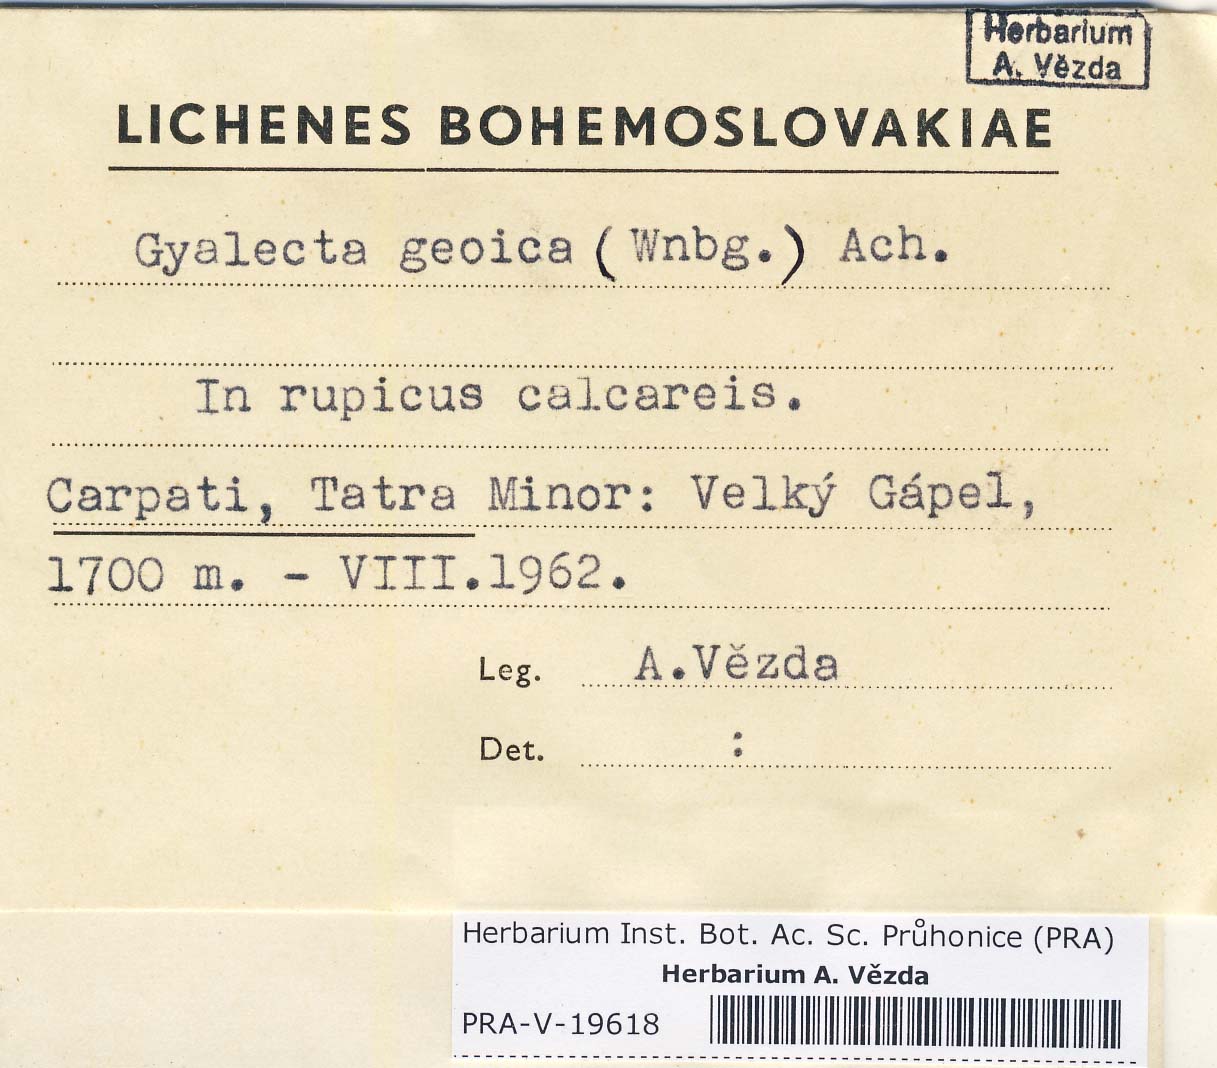 Herbarium
A. Vězda
LICHENES BOHEMOSLOVAKIAE
Gyalecta geoica (Wnbg.) Ach.
In rupicus calcareis.
Carpati, Tatra Minor: Velký Gápel,
1700 m. - VIII.1962.
Leg. A.Vězda
Det. :
Herbarium Inst. Bot. Ac. Sc. Průhonice (PRA)
Herbarium A. Vězda
PRA-V-19618